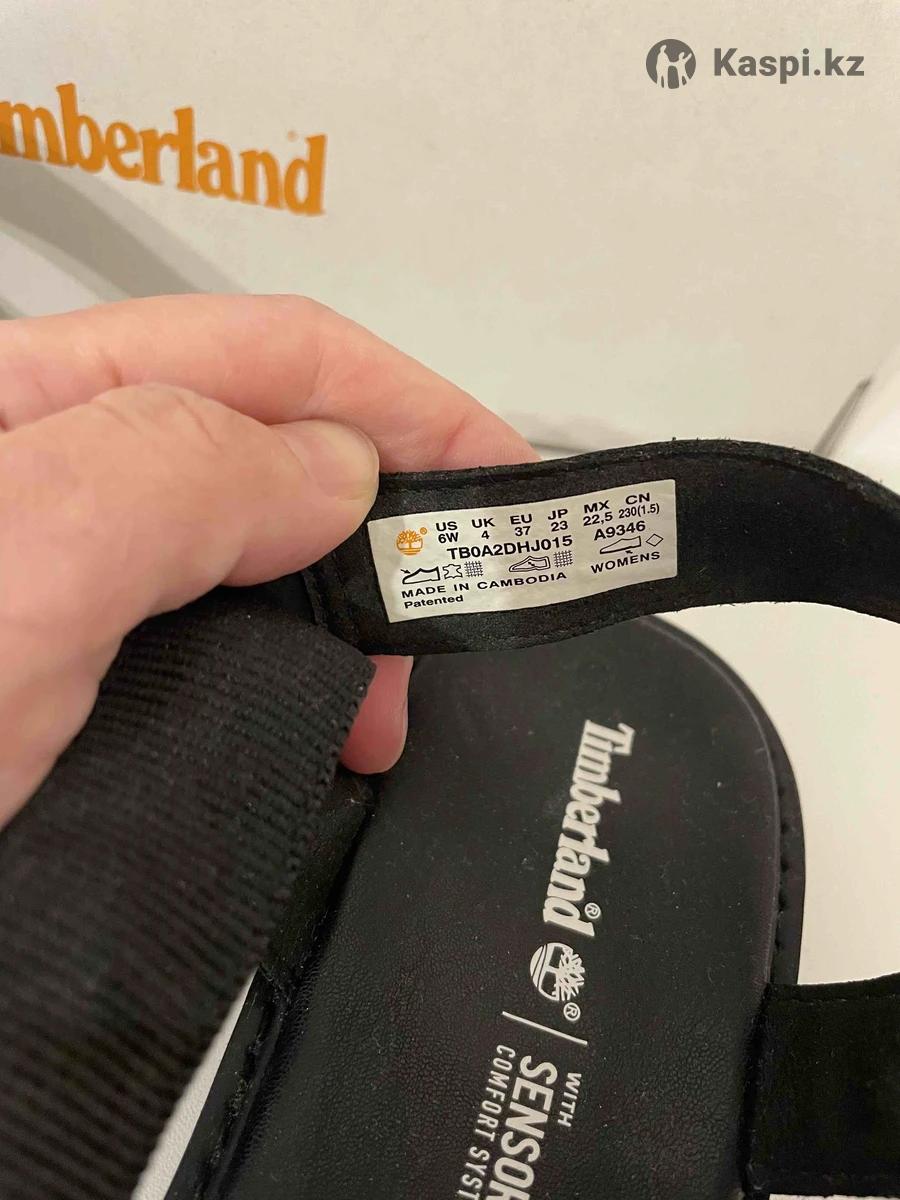 Kaspi.kz
mberland
US UK EU JP MX CN
6W 4 37 23 22,5 230(1.5)
TB0A2DHJ015 A9346
MADE IN CAMBODIA WOMENS
Patented
Timberland®
WITH
SENSOR
COMFORT SYST